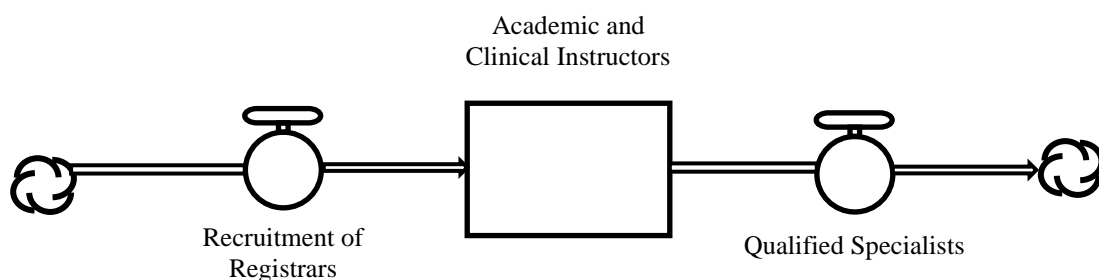 Academic and
Clinical Instructors
Recruitment of
Registrars
Qualified Specialists